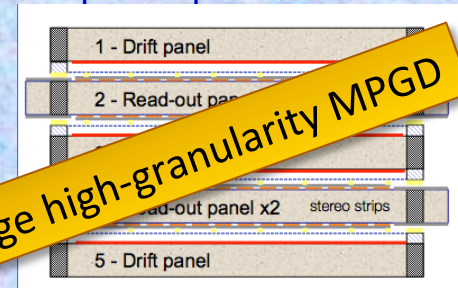 1 - Drift panel
2 - Read-out pan
ge high-granularity MPGD
ad-out panel x2 stereo strips
5 - Drift panel